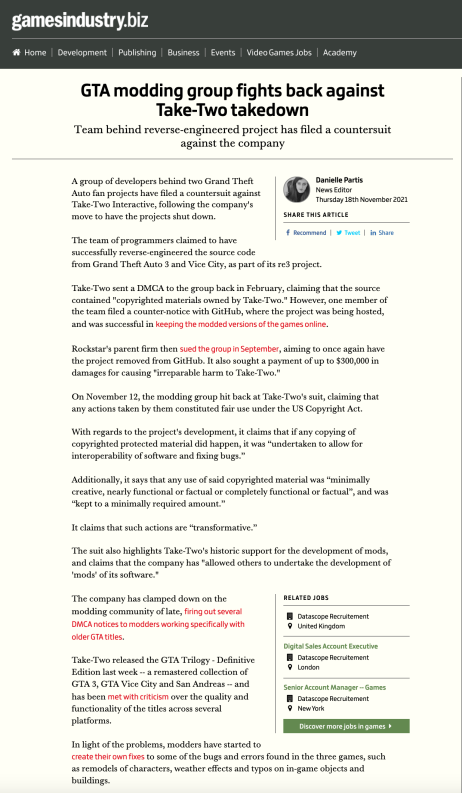 gamesindustry.biz
Home | Development | Publishing | Business | Events | Video Games Jobs | Academy
GTA modding group fights back against
Take-Two takedown
Team behind reverse-engineered project has filed a countersuit
against the company
A group of developers behind two Grand Theft
Auto fan projects have filed a countersuit against
Take-Two Interactive, following the company's
move to have the projects shut down.
Danielle Partis
News Editor
Thursday 18th November 2021
SHARE THIS ARTICLE
Recommend | Tweet | in Share
The team of programmers claimed to have
successfully reverse-engineered the source code
from Grand Theft Auto 3 and Vice City, as part of its re3 project.
Take-Two sent a DMCA to the group back in February, claiming that the source
contained "copyrighted materials owned by Take-Two." However, one member of
the team filed a counter-notice with GitHub, where the project was being hosted,
and was successful in keeping the modded versions of the games online.
Rockstar's parent firm then sued the group in September, aiming to once again have
the project removed from GitHub. It also sought a payment of up to $300,000 in
damages for causing "irreparable harm to Take-Two."
On November 12, the modding group hit back at Take-Two's suit, claiming that
any actions taken by them constituted fair use under the US Copyright Act.
With regards to the project's development, it claims that if any copying of
copyrighted protected material did happen, it was “undertaken to allow for
interoperability of software and fixing bugs.”
Additionally, it says that any use of said copyrighted material was “minimally
creative, nearly functional or factual or completely functional or factual”, and was
“kept to a minimally required amount.”
It claims that such actions are “transformative.”
The suit also highlights Take-Two's historic support for the development of mods,
and claims that the company has "allowed others to undertake the development of
'mods' of its software."
The company has clamped down on the
modding community of late, firing out several
DMCA notices to modders working specifically with
older GTA titles.
Take-Two released the GTA Trilogy - Definitive
Edition last week -- a remastered collection of
GTA 3, GTA Vice City and San Andreas -- and
has been met with criticism over the quality and
functionality of the titles across several
platforms.
RELATED JOBS
Datascope Recruitement
United Kingdom
Digital Sales Account Executive
Datascope Recruitement
London
Senior Account Manager -- Games
Datascope Recruitement
New York
Discover more jobs in games
In light of the problems, modders have started to
create their own fixes to some of the bugs and errors found in the three games, such
as remodels of characters, weather effects and typos on in-game objects and
buildings.